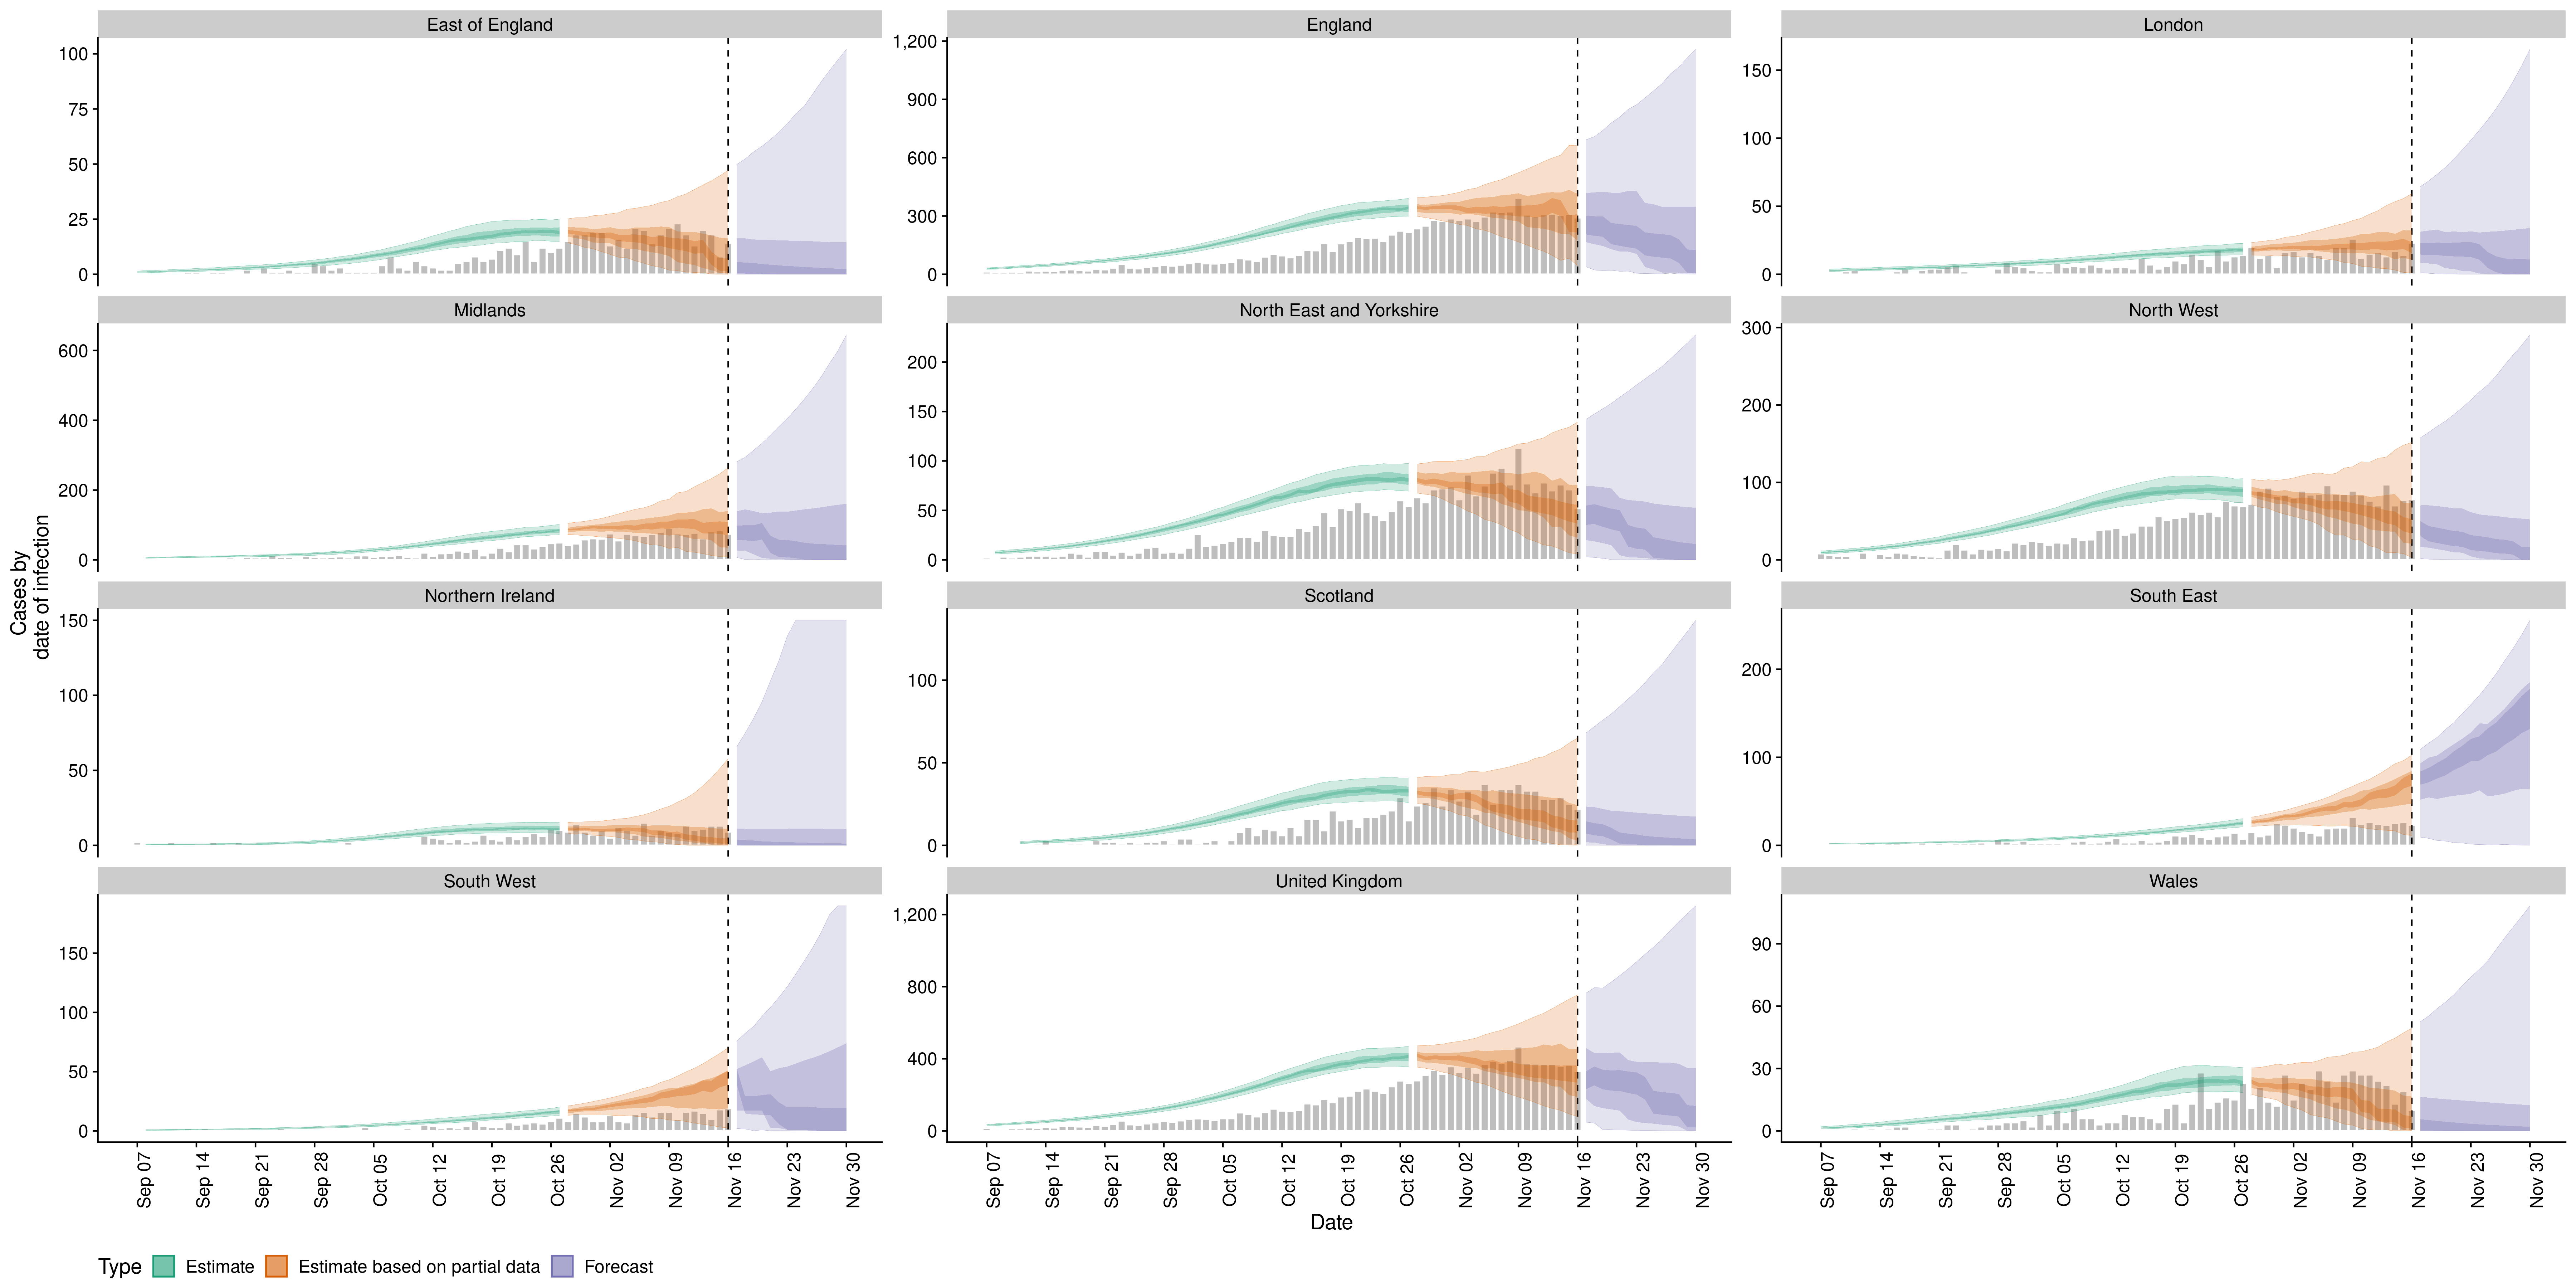 East of England
England
London
100
75
50
25
0
1,200
900
600
300
0
150
100
50
0
Midlands
North East and Yorkshire
North West
600
400
200
0
200
150
100
50
0
300
200
100
0
Cases by
date of infection
Northern Ireland
Scotland
South East
150
100
50
0
100
50
0
200
100
0
South West
United Kingdom
Wales
150
100
50
0
1,200
800
400
0
90
60
30
0
Sep 07
Sep 14
Sep 21
Sep 28
Oct 05
Oct 12
Oct 19
Oct 26
Nov 02
Nov 09
Nov 16
Nov 23
Nov 30
Sep 07
Sep 14
Sep 21
Sep 28
Oct 05
Oct 12
Oct 19
Oct 26
Nov 02
Nov 09
Nov 16
Nov 23
Nov 30
Sep 07
Sep 14
Sep 21
Sep 28
Oct 05
Oct 12
Oct 19
Oct 26
Nov 02
Nov 09
Nov 16
Nov 23
Nov 30
Date
Type Estimate Estimate based on partial data Forecast